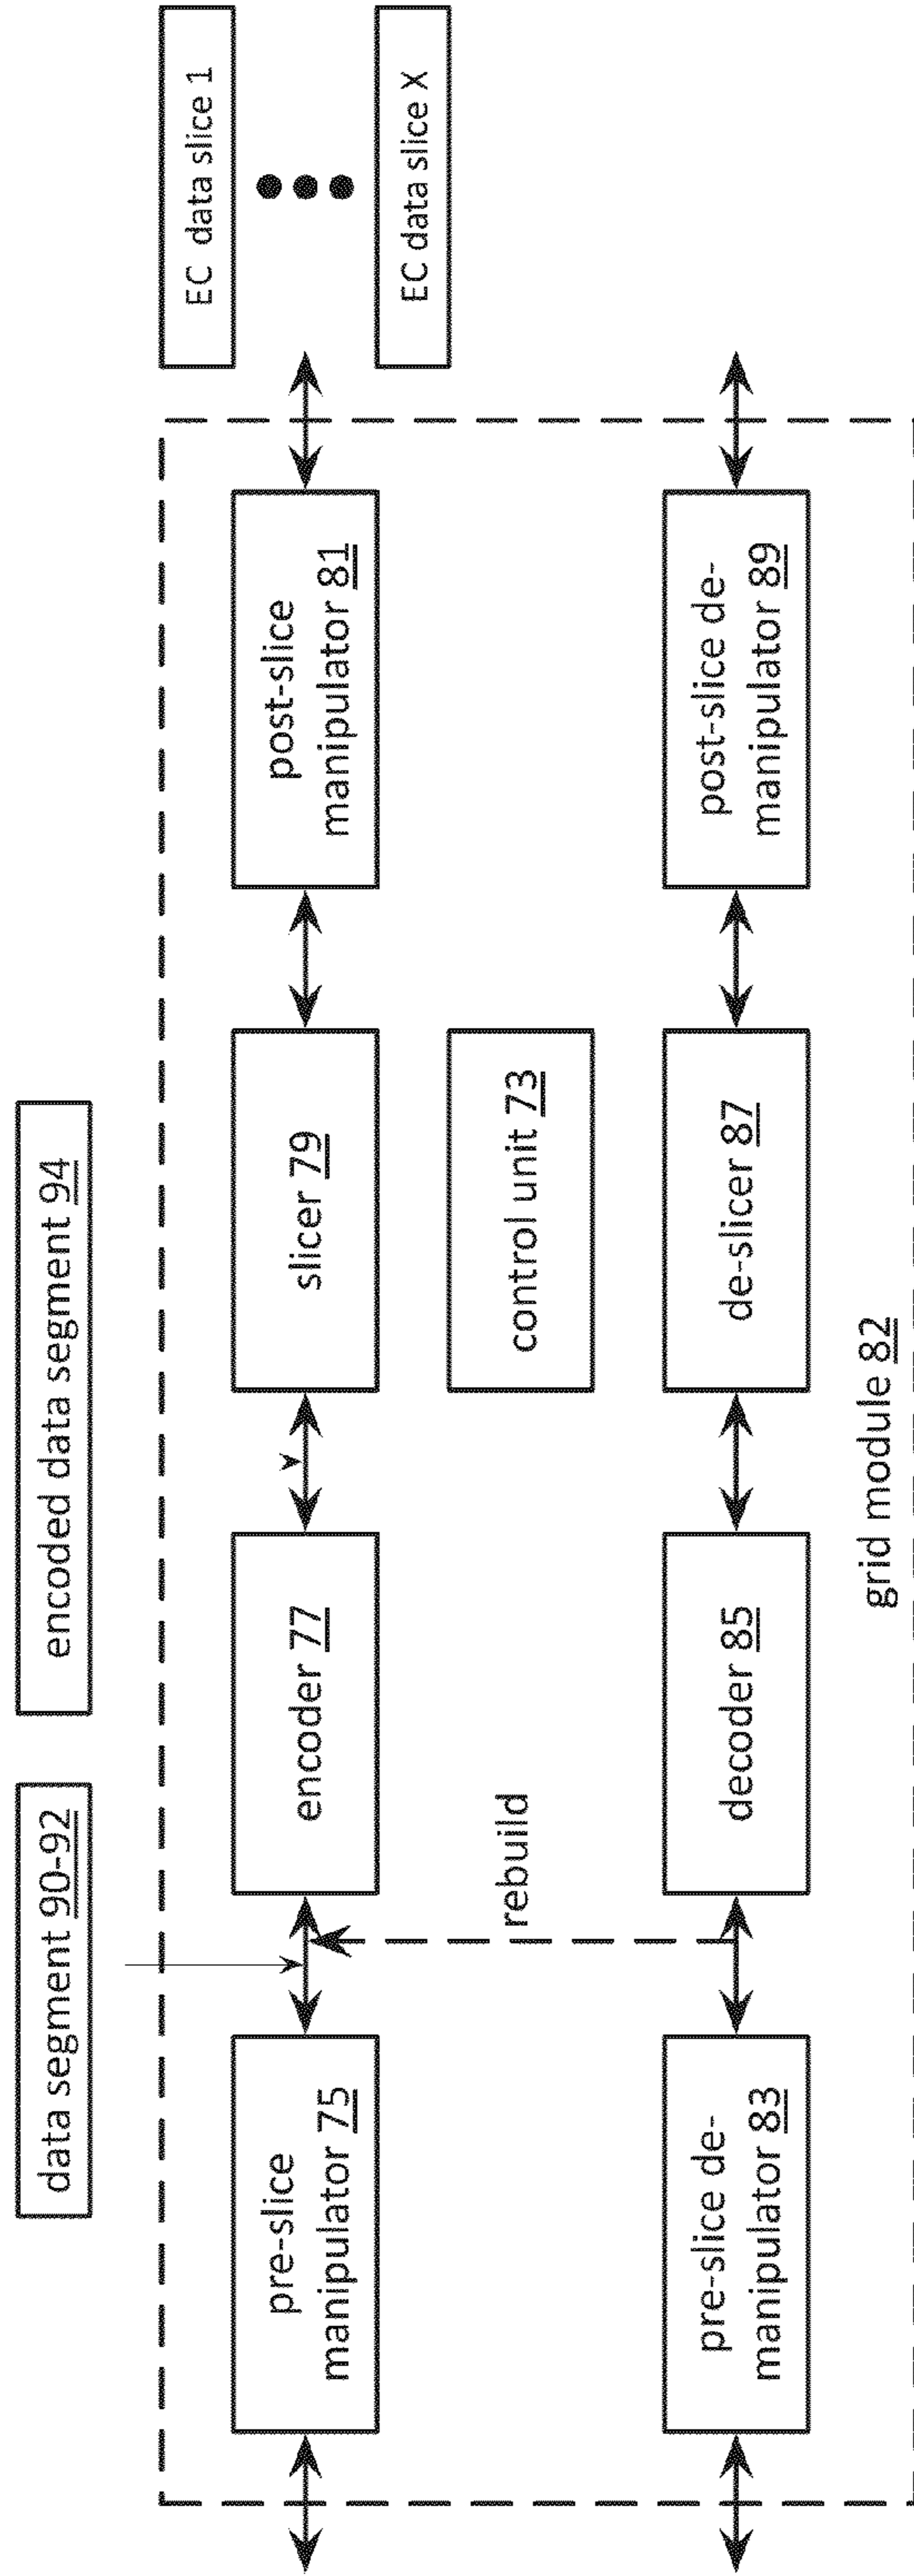 data segment 90-92
encoded data segment 94
EC data slice 1
EC data slice X
pre-slice
manipulator 75
encoder 77
slicer 79
post-slice
manipulator 81
rebuild
control unit 73
pre-slice de-
manipulator 83
decoder 85
de-slicer 87
post-slice de-
manipulator 89
grid module 82